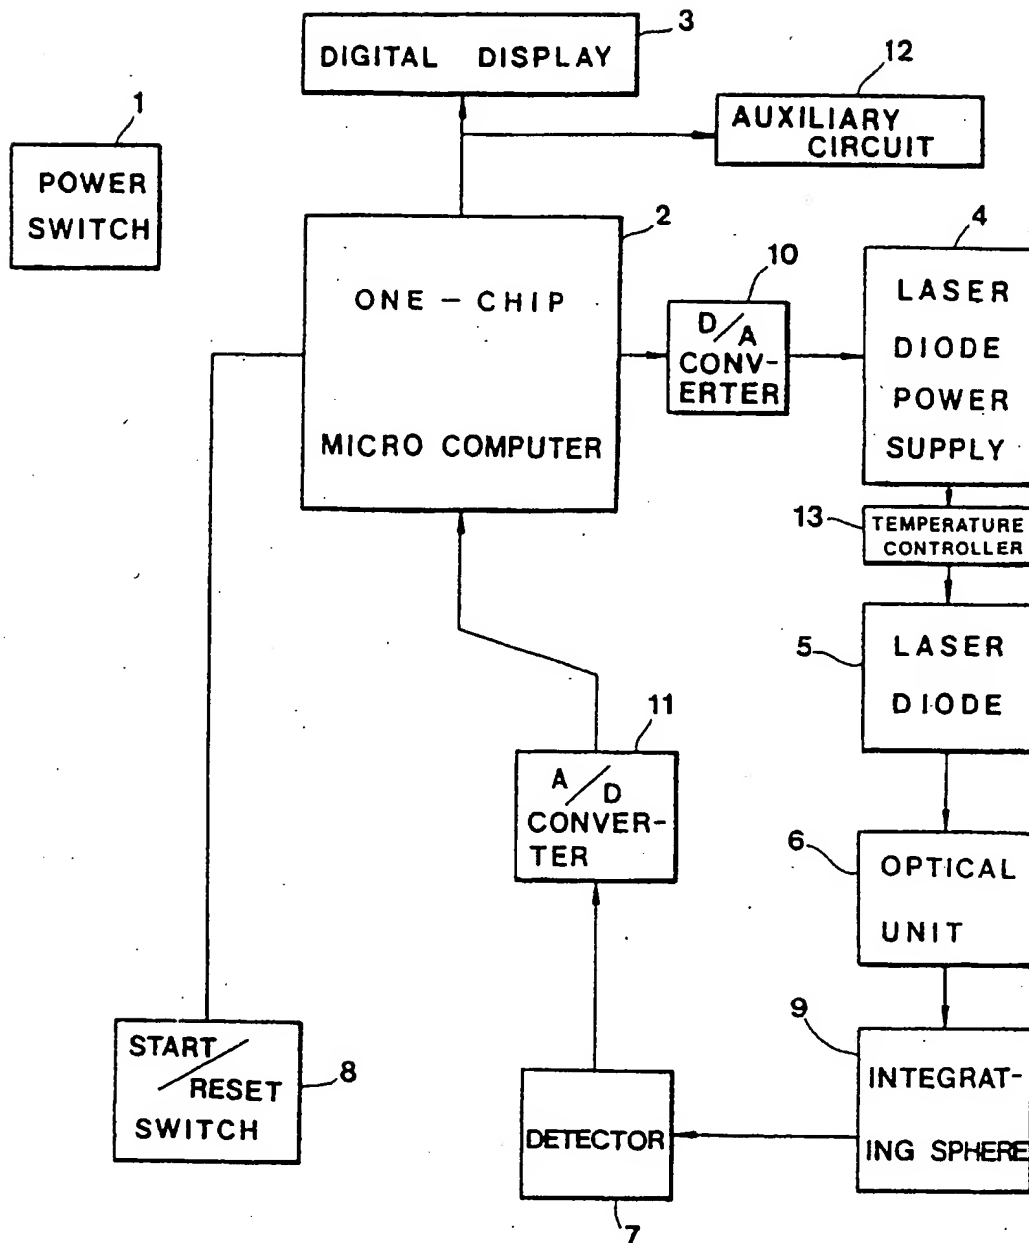 3
DIGITAL DISPLAY
12
AUXILIARY
CIRCUIT
1
POWER
SWITCH
2
ONE-CHIP
MICRO COMPUTER
10
D/A
CONV-
ERTER
4
LASER
DIODE
POWER
SUPPLY
13
TEMPERATURE
CONTROLLER
5
LASER
DIODE
11
A/D
CONVER-
TER
6
OPTICAL
UNIT
START/
RESET
SWITCH
8
DETECTOR
7
9
INTEGRAT-
ING SPHERE